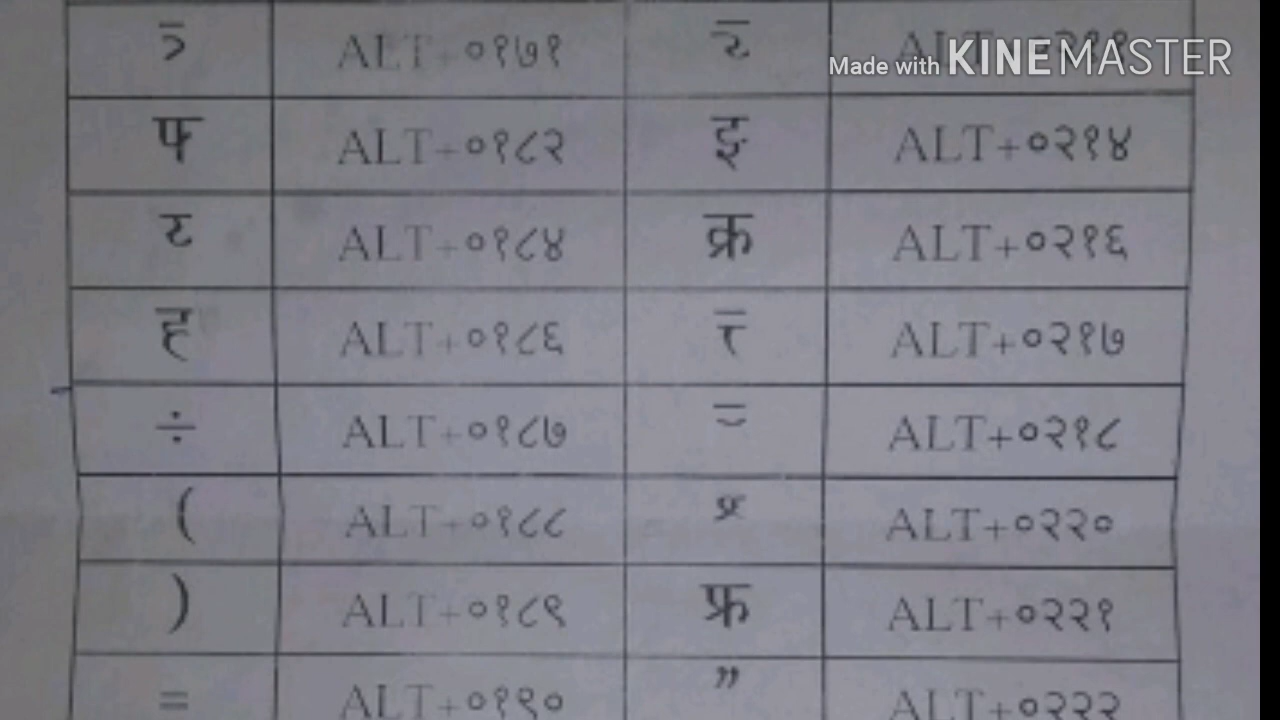 ALT+०१७१
Made with KINEMASTER
फ ALT+०१८२ ङ ALT+०२१४
ALT+०१८४ क्र ALT+०२१६
ALT+०१८६ ALT+०२१७
÷ ALT+०१८७ ALT+०२१८
( ALT+०१८८ ALT+०२२०
) ALT+०१८९ फ्र ALT+०२२१
= ALT+०१९० ” ALT+०२२२